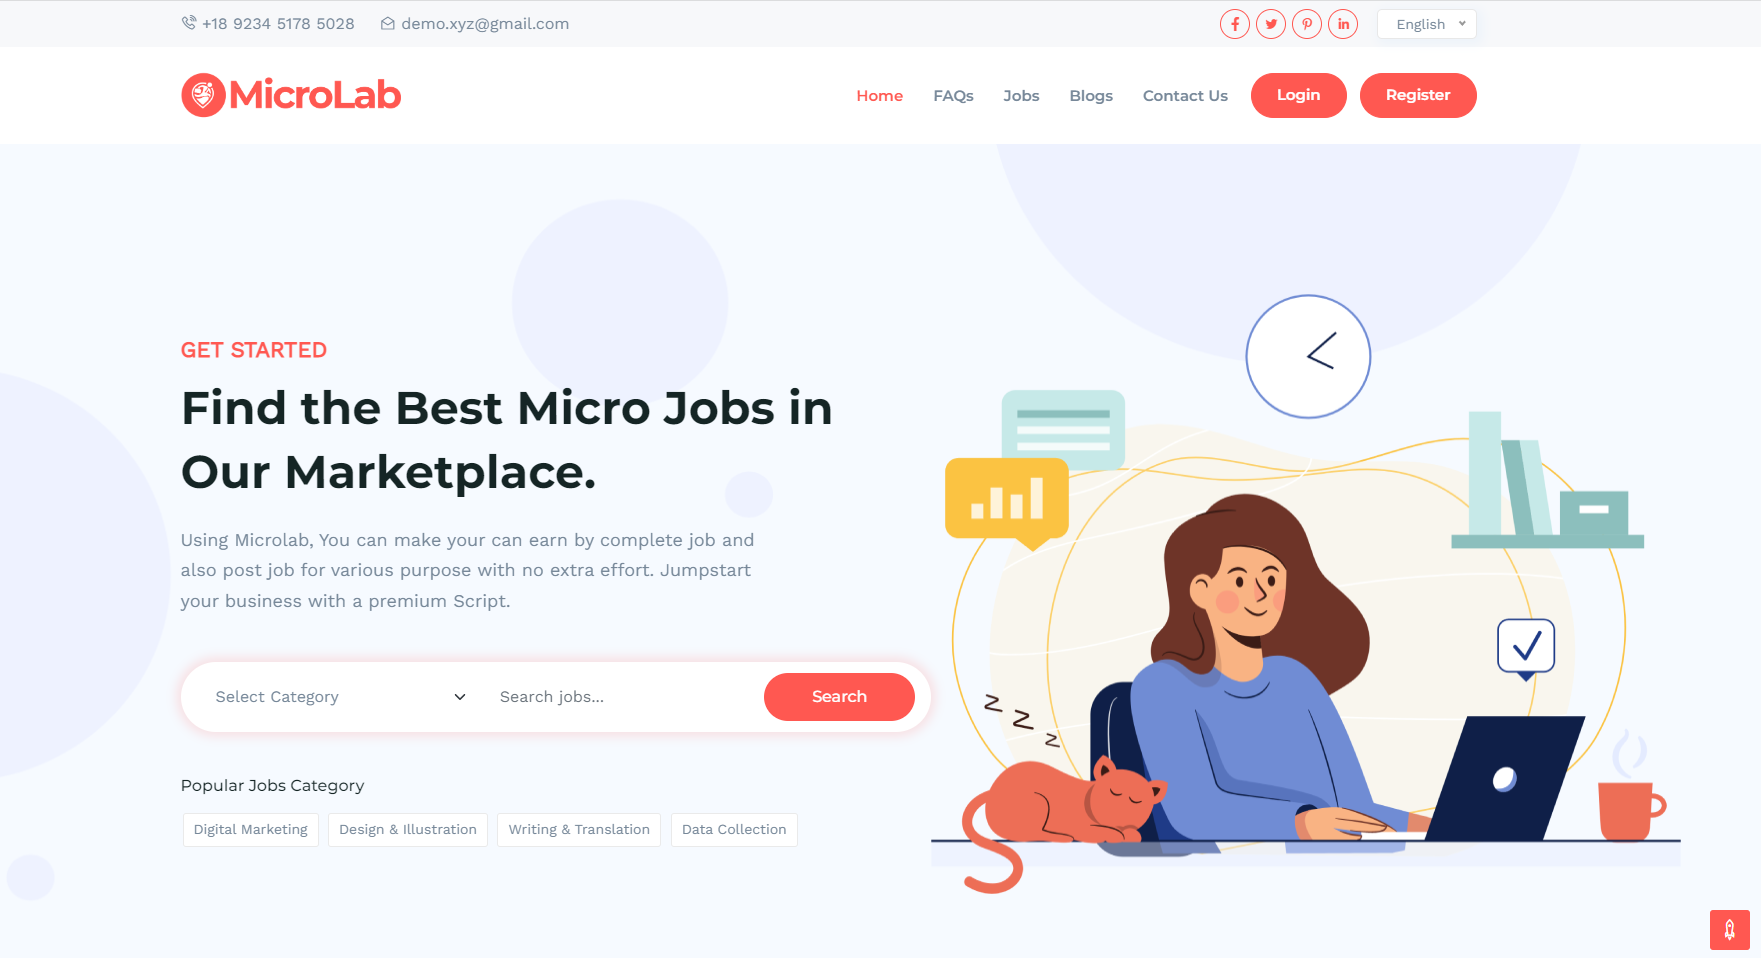 +18 9234 5178 5028 demo.xyz@gmail.com English
MicroLab Home FAQs Jobs Blogs Contact Us Login Register
GET STARTED
Find the Best Micro Jobs in
Our Marketplace.
Using Microlab, You can make your can earn by complete job and
also post job for various purpose with no extra effort. Jumpstart
your business with a premium Script.
Select Category Search jobs... Search
z
z
z
Popular Jobs Category
Digital Marketing Design & Illustration Writing & Translation Data Collection